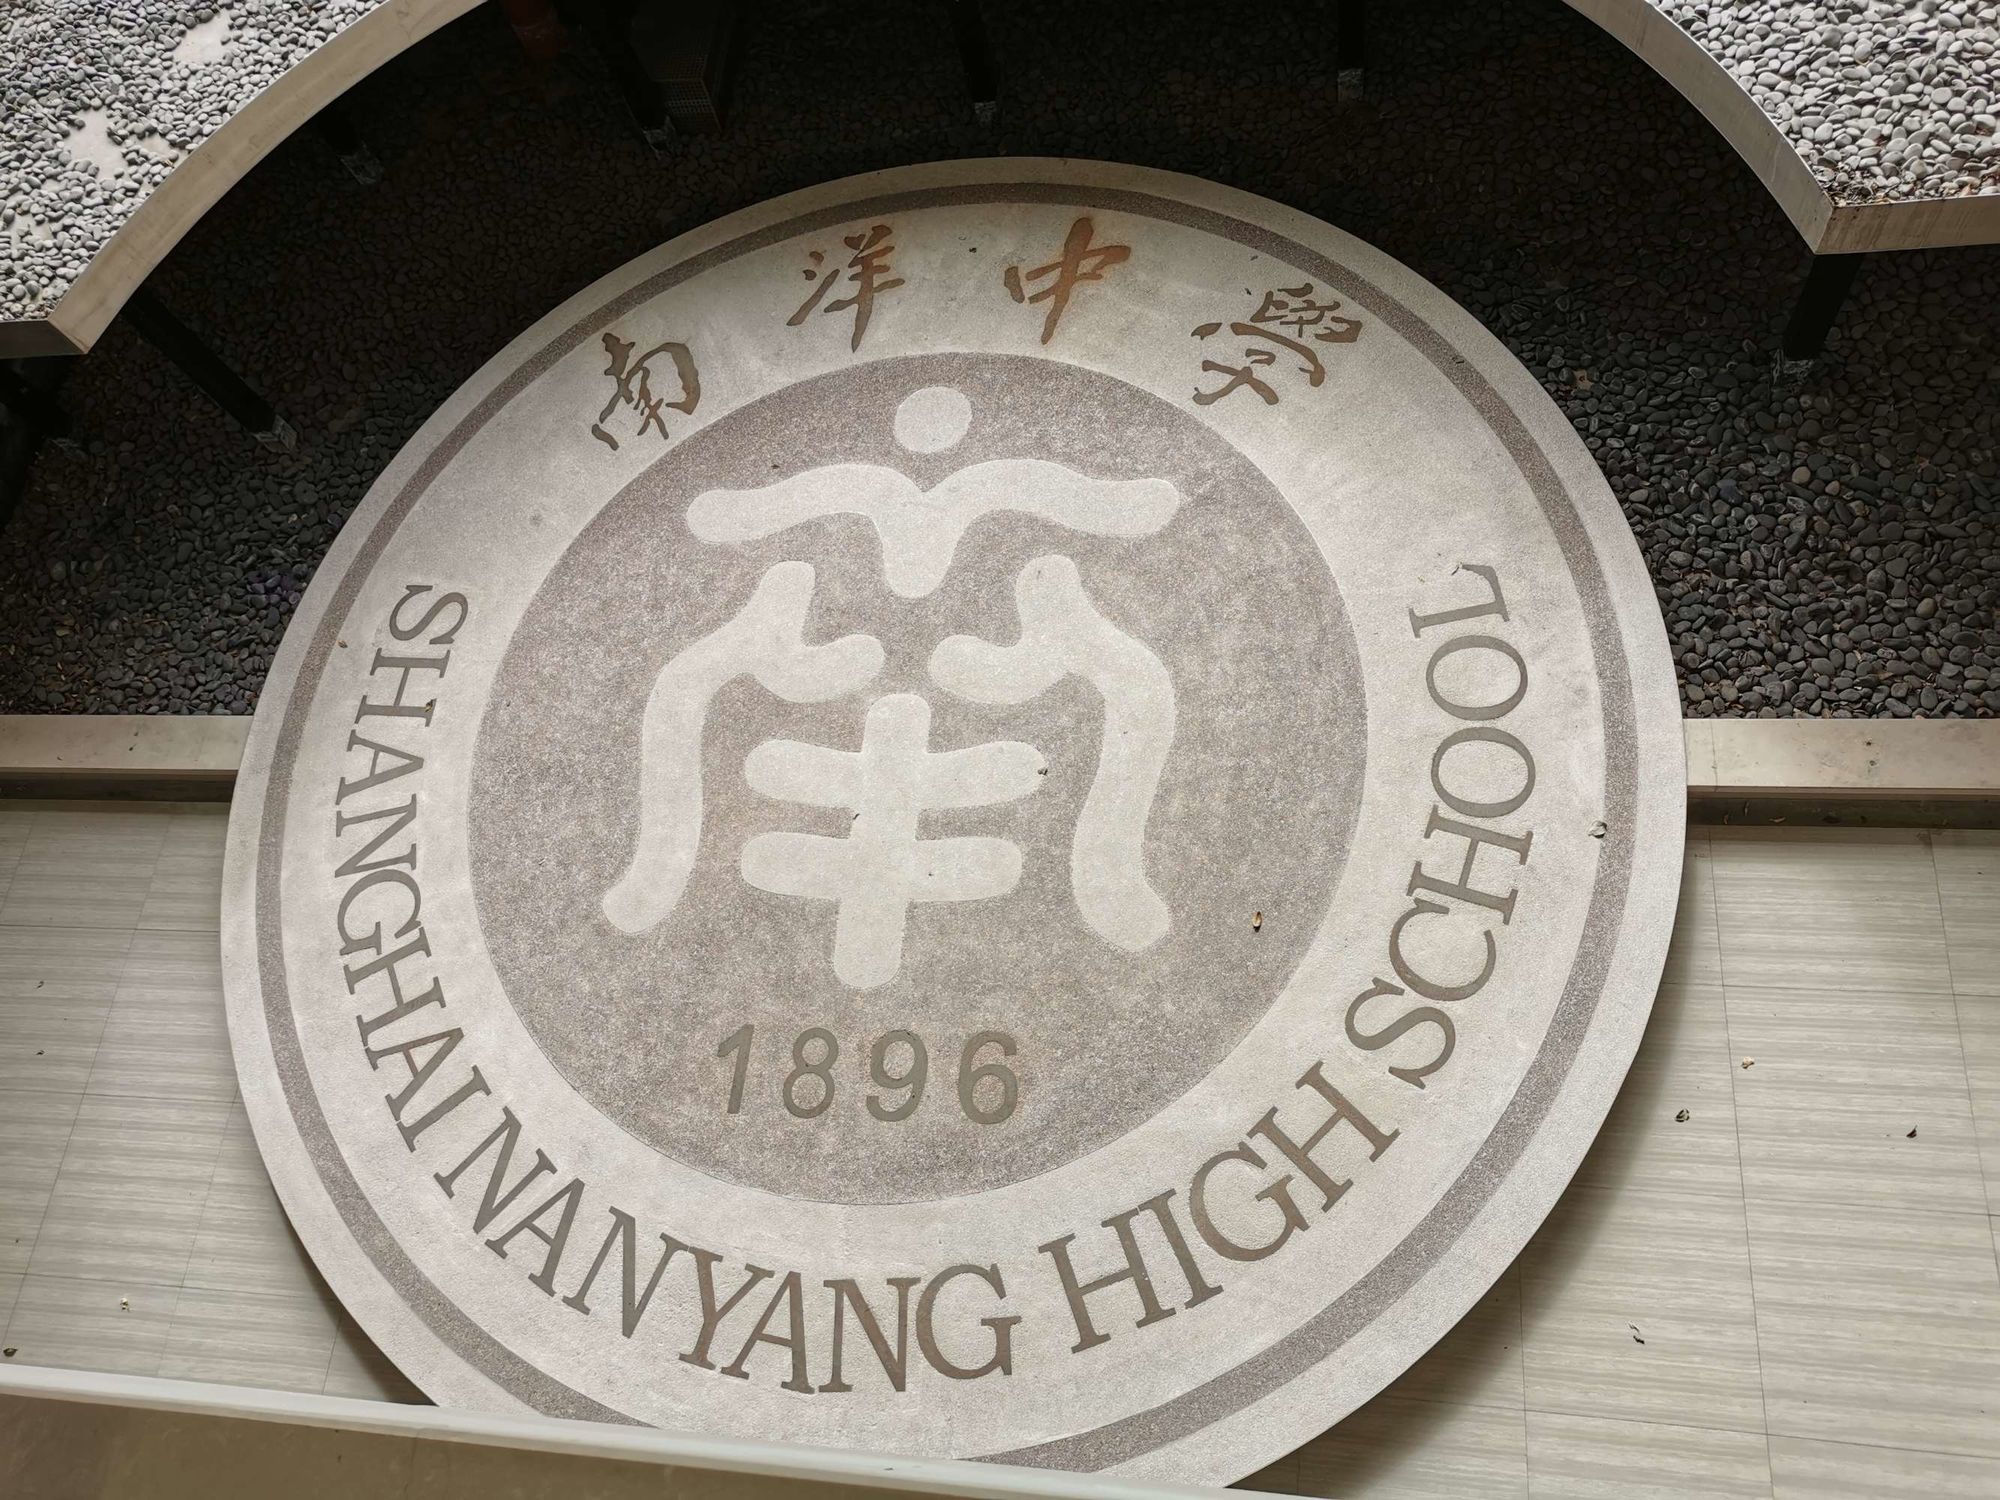 南洋中學
南
1896
SHANGHAI NANYANG HIGH SCHOOL